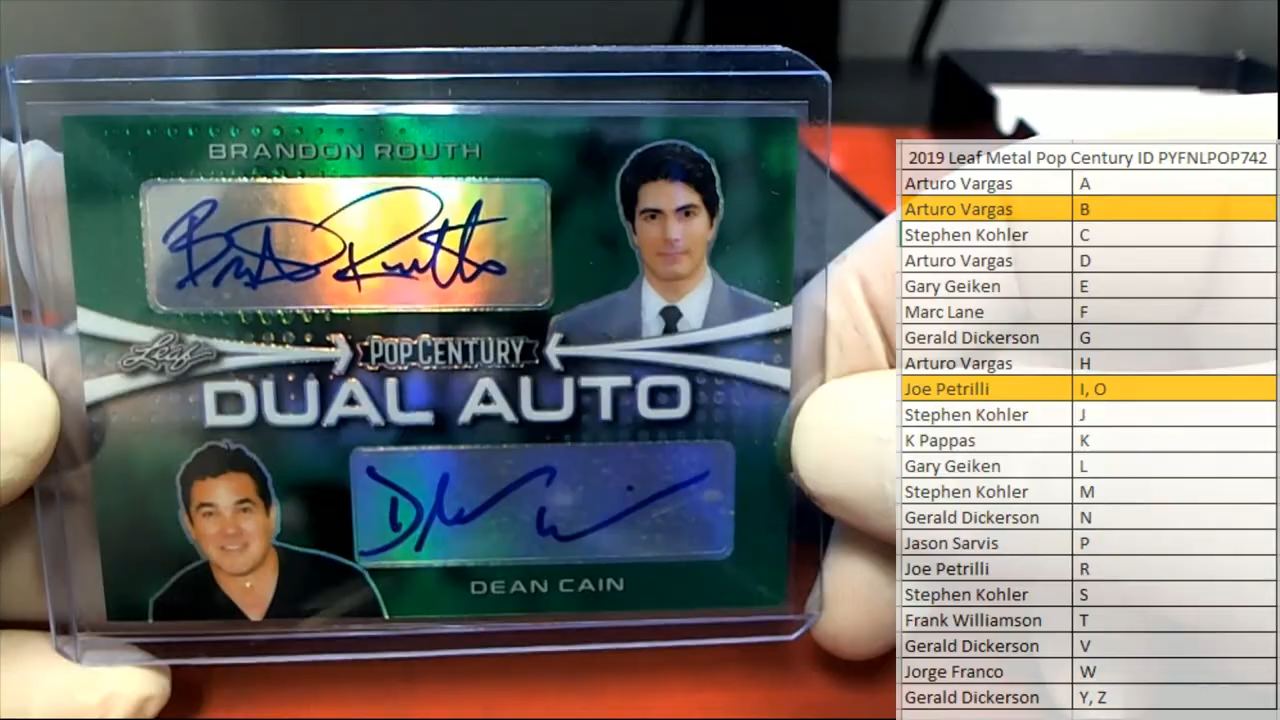 BRANDON ROUTH
Leaf
POP CENTURY
DUAL AUTO
DEAN CAIN
2019 Leaf Metal Pop Century ID PYFNLPOP742
Arturo Vargas A
Arturo Vargas B
Stephen Kohler C
Arturo Vargas D
Gary Geiken E
Marc Lane F
Gerald Dickerson G
Arturo Vargas H
Joe Petrilli I, O
Stephen Kohler J
K Pappas K
Gary Geiken L
Stephen Kohler M
Gerald Dickerson N
Jason Sarvis P
Joe Petrilli R
Stephen Kohler S
Frank Williamson T
Gerald Dickerson V
Jorge Franco W
Gerald Dickerson Y, Z